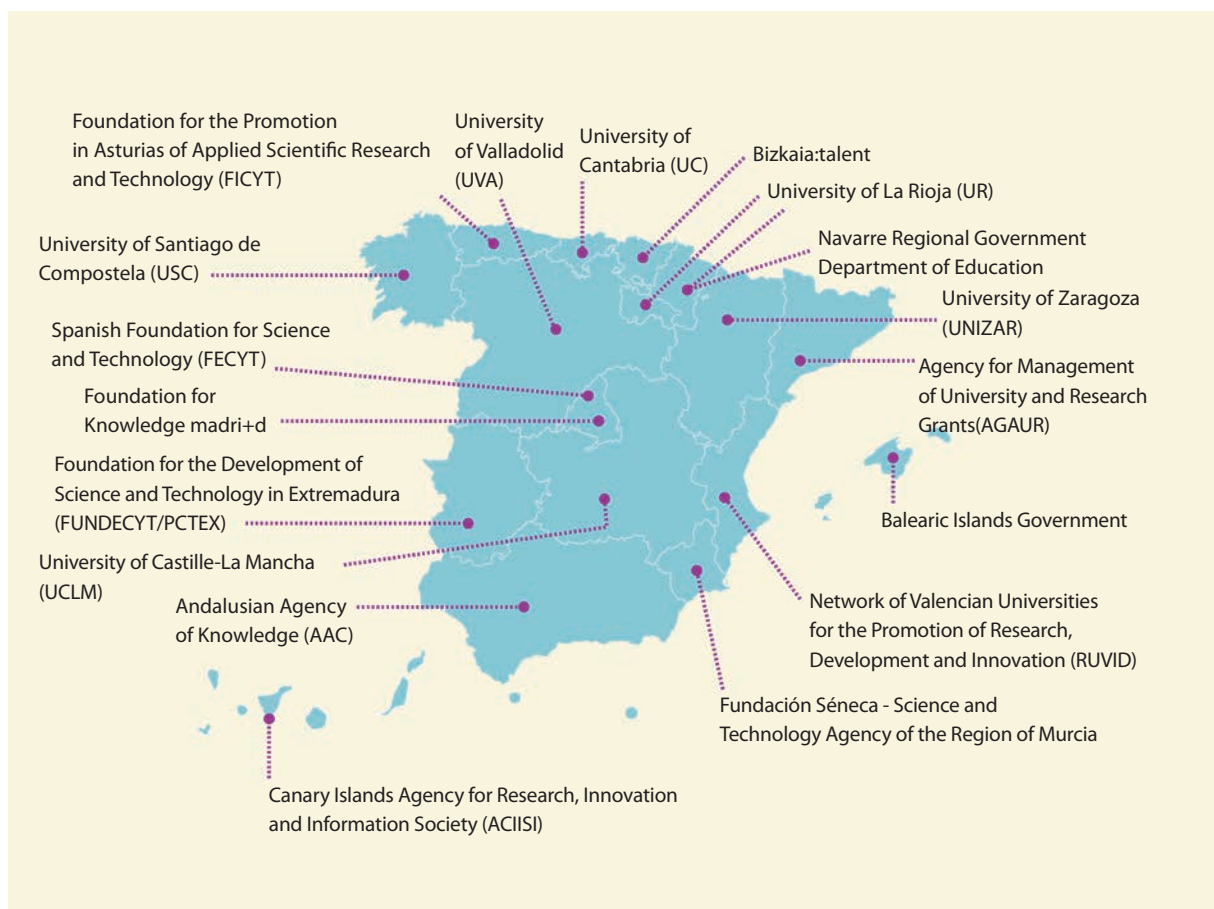 Foundation for the Promotion
in Asturias of Applied Scientific Research
and Technology (FICYT)
University
of Valladolid
(UVA)
University of
Cantabria (UC)
Bizkaia:talent
University of La Rioja (UR)
Navarre Regional Government
Department of Education
University of Santiago de
Compostela (USC)
University of Zaragoza
(UNIZAR)
Spanish Foundation for Science
and Technology (FECYT)
Agency for Management
of University and Research
Grants(AGAUR)
Foundation for
Knowledge madri+d
Foundation for the Development of
Science and Technology in Extremadura
(FUNDECYT/PCTEX)
Balearic Islands Government
University of Castille-La Mancha
(UCLM)
Andalusian Agency
of Knowledge (AAC)
Network of Valencian Universities
for the Promotion of Research,
Development and Innovation (RUVID)
Fundación Séneca - Science and
Technology Agency of the Region of Murcia
Canary Islands Agency for Research, Innovation
and Information Society (ACIISI)